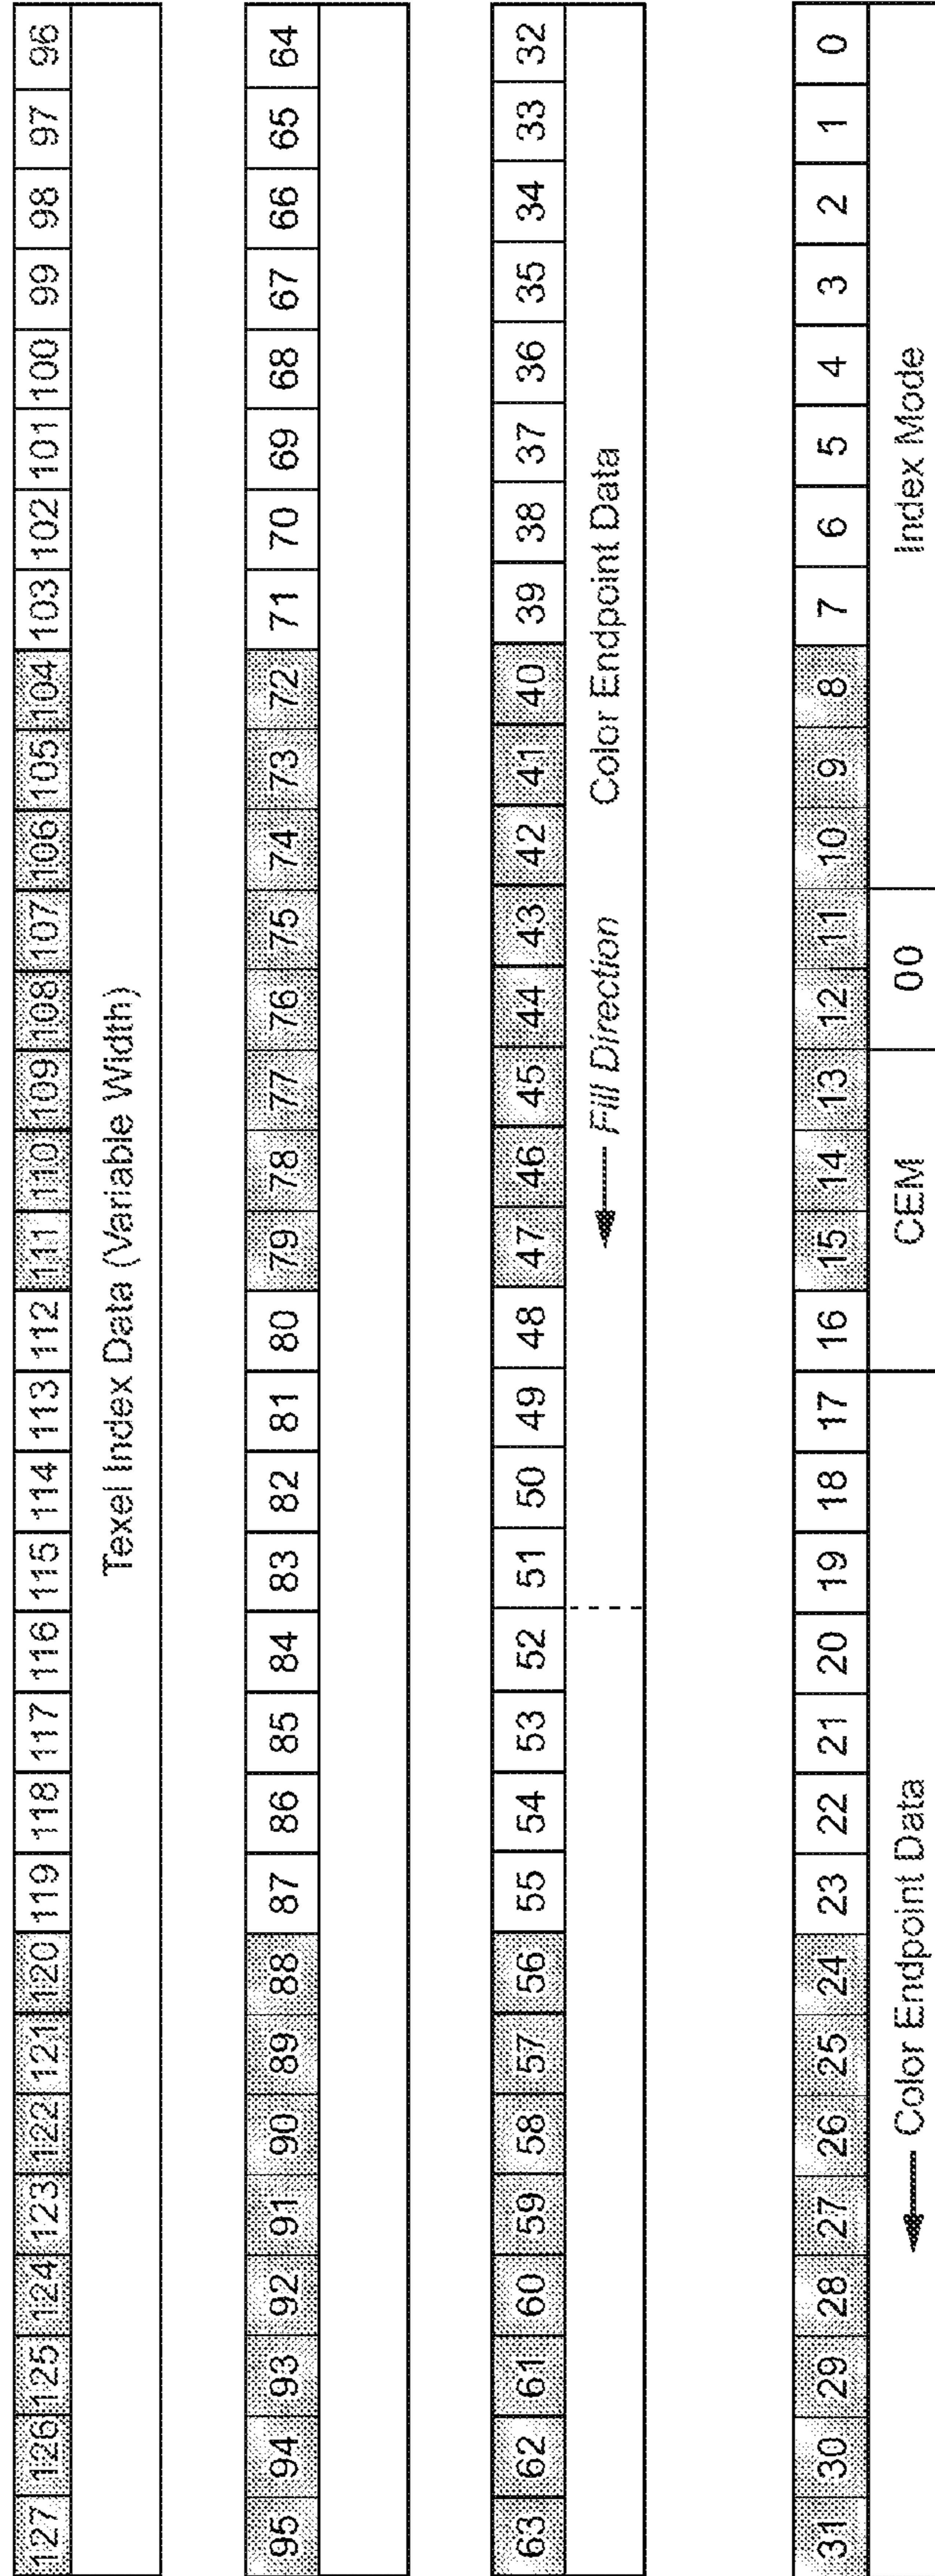 127 126 125 124 123 122 121 120 119 118 117 116 115 114 113 112 111 110 109 108 107 106 105 104 103 102 101 100 99 98 97 96
Texel Index Data (Variable Width)
95 94 93 92 91 90 89 88 87 86 85 84 83 82 81 80 79 78 77 76 75 74 73 72 71 70 69 68 67 66 65 64
63 62 61 60 59 58 57 56 55 54 53 52 51 50 49 48 47 46 45 44 43 42 41 40 39 38 37 36 35 34 33 32
Fill Direction Color Endpoint Data
31 30 29 28 27 26 25 24 23 22 21 20 19 18 17 16 15 14 13 12 11 10 9 8 7 6 5 4 3 2 1 0
Color Endpoint Data CEM 00 Index Mode